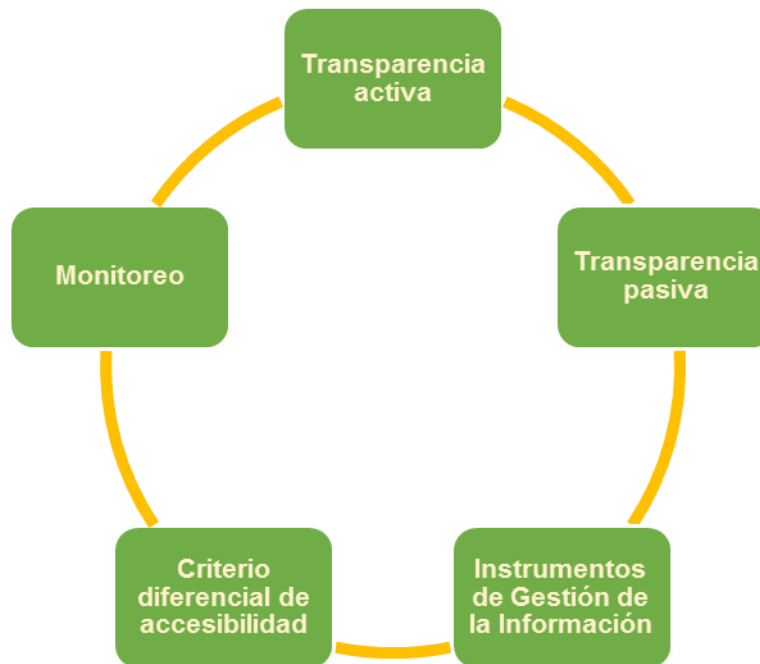 Transparencia
activa
Transparencia
pasiva
Instrumentos
de Gestión de
la Información
Criterio
diferencial de
accesibilidad
Monitoreo